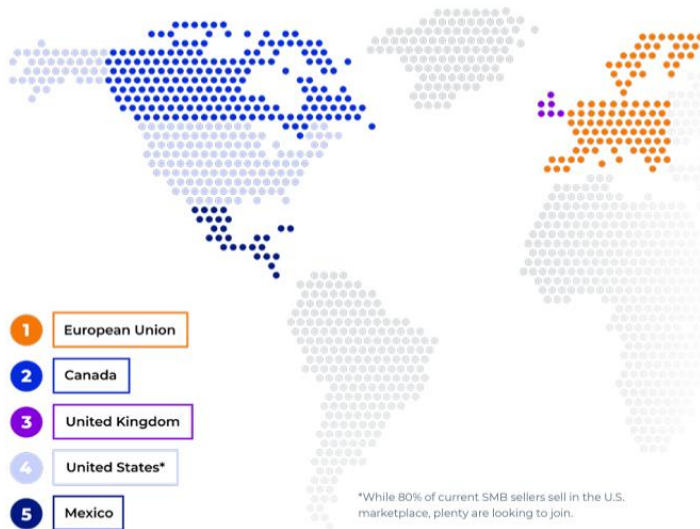 1 European Union
2 Canada
3 United Kingdom
4 United States*
5 Mexico
*While 80% of current SMB sellers sell in the U.S.
marketplace, plenty are looking to join.